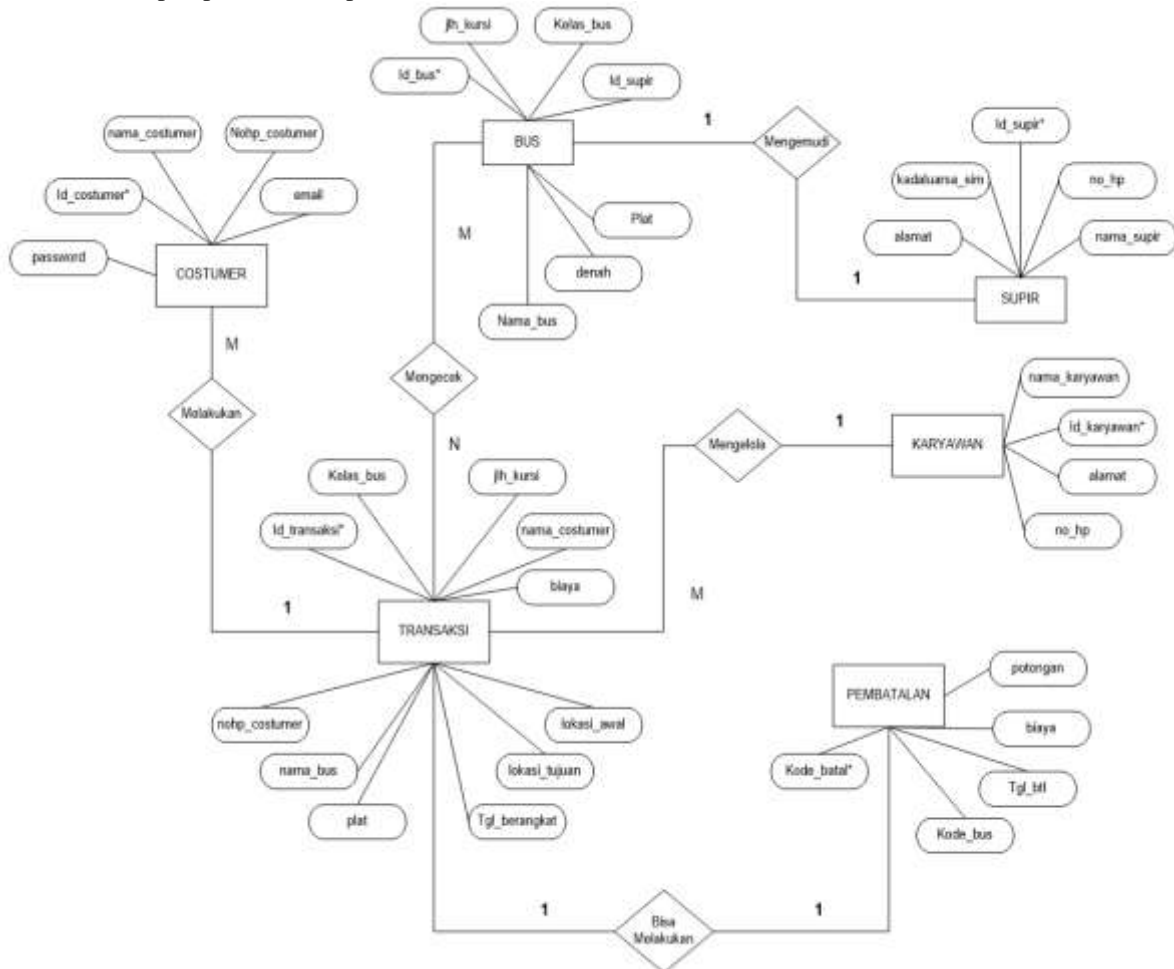 jlh_kursi
Kelas_bus
Id_bus*
Id_supir
BUS
1
Mengemudi
Id_supir*
kadaluarsa_sim
no_hp
alamat
nama_supir
SUPIR
1
nama_costumer
Nohp_costumer
Id_costumer*
email
password
COSTUMER
M
Plat
denah
Nama_bus
M
Mengecek
Melakukan
N
nama_karyawan
Id_karyawan*
KARYAWAN
1
Mengelola
alamat
no_hp
Kelas_bus
jlh_kursi
Id_transaksi*
nama_costumer
biaya
M
1
TRANSAKSI
nohp_costumer
lokasi_awal
nama_bus
lokasi_tujuan
plat
Tgl_berangkat
PEMBATALAN
potongan
biaya
Kode_batal*
Tgl_btl
Kode_bus
1
Bisa
Melakukan
1